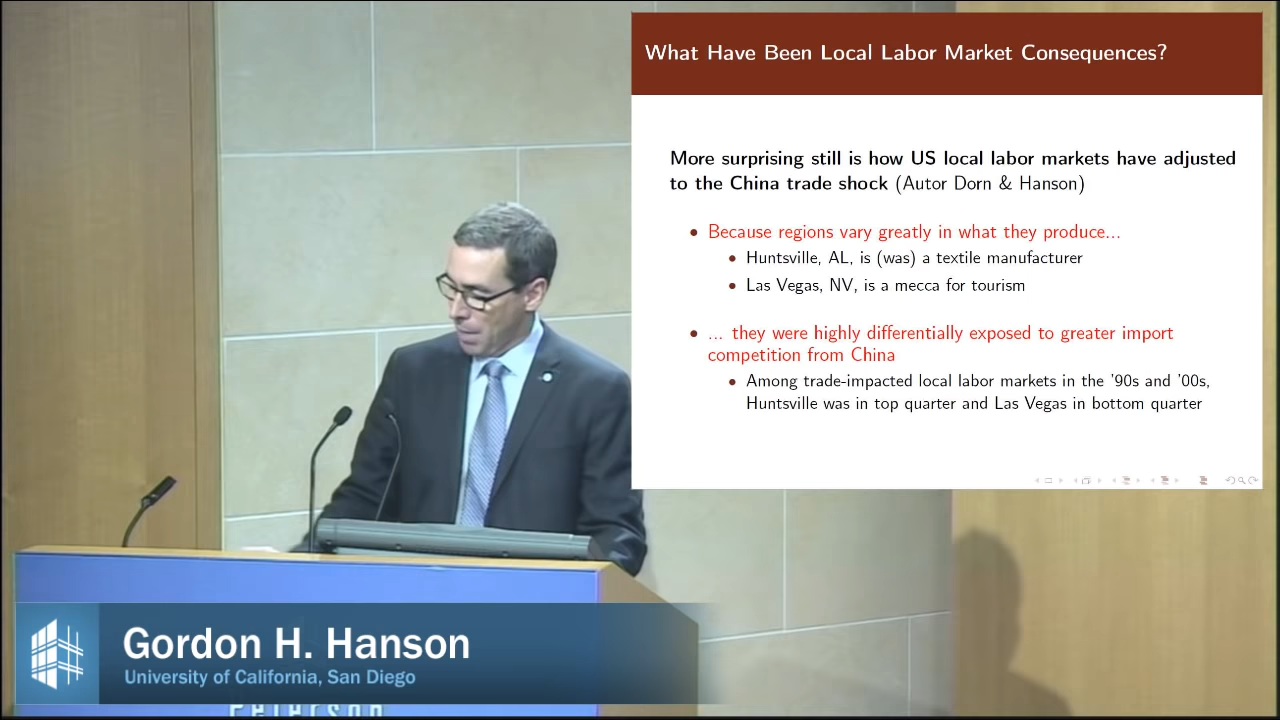 What Have Been Local Labor Market Consequences?
More surprising still is how US local labor markets have adjusted
to the China trade shock (Autor Dorn & Hanson)
• Because regions vary greatly in what they produce...
• Huntsville, AL, is (was) a textile manufacturer
• Las Vegas, NV, is a mecca for tourism
• ... they were highly differentially exposed to greater import
competition from China
• Among trade-impacted local labor markets in the '90s and '00s,
Huntsville was in top quarter and Las Vegas in bottom quarter
Gordon H. Hanson
University of California, San Diego
Peterson